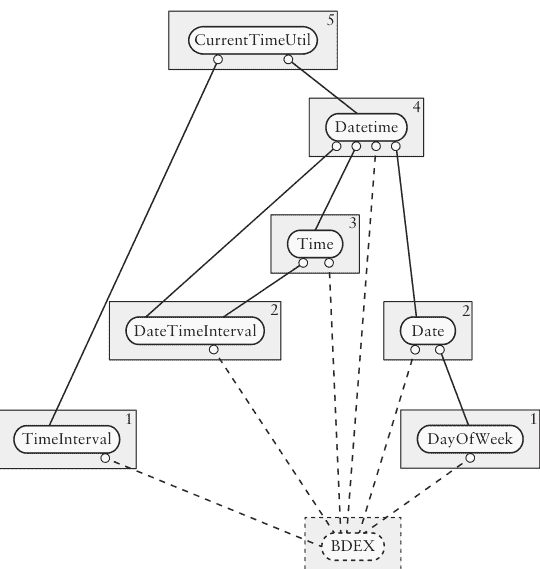 5
CurrentTimeUtil
4
Datetime
3
Time
2
DateTimeInterval
2
Date
1
TimeInterval
1
DayOfWeek
BDEX